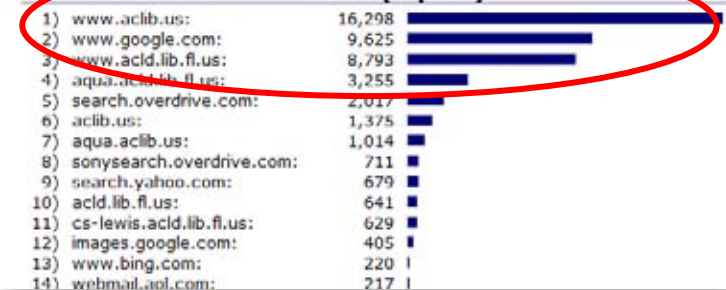 1) www.aclib.us: 16,298
2) www.google.com: 9,625
3) www.acld.lib.fl.us: 8,793
4) aqua.acld.lib.fl.us: 3,255
5) search.overdrive.com: 2,017
6) aclib.us: 1,375
7) aqua.aclib.us: 1,014
8) sonysearch.overdrive.com: 711
9) search.yahoo.com: 679
10) acld.lib.fl.us: 641
11) cs-lewis.acld.lib.fl.us: 629
12) images.google.com: 405
13) www.bing.com: 220
14) webmail.aol.com: 217